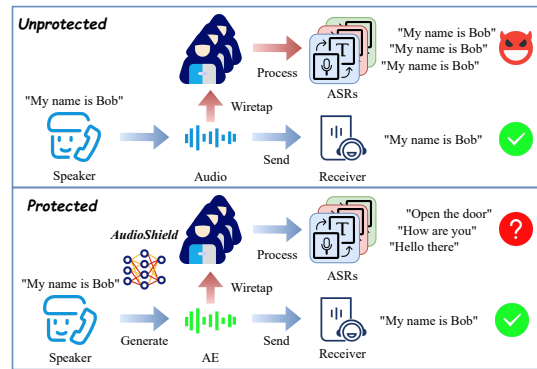 Unprotected
"My name is Bob"
"My name is Bob"
"My name is Bob"
Process
ASRs
T
"My name is Bob"
Wiretap
"My name is Bob"
Send
Speaker
Audio
Receiver
Protected
AudioShield
"Open the door"
"How are you"
"Hello there"
?
T
Process
ASRs
"My name is Bob"
Wiretap
"My name is Bob"
Generate
Send
Speaker
AE
Receiver